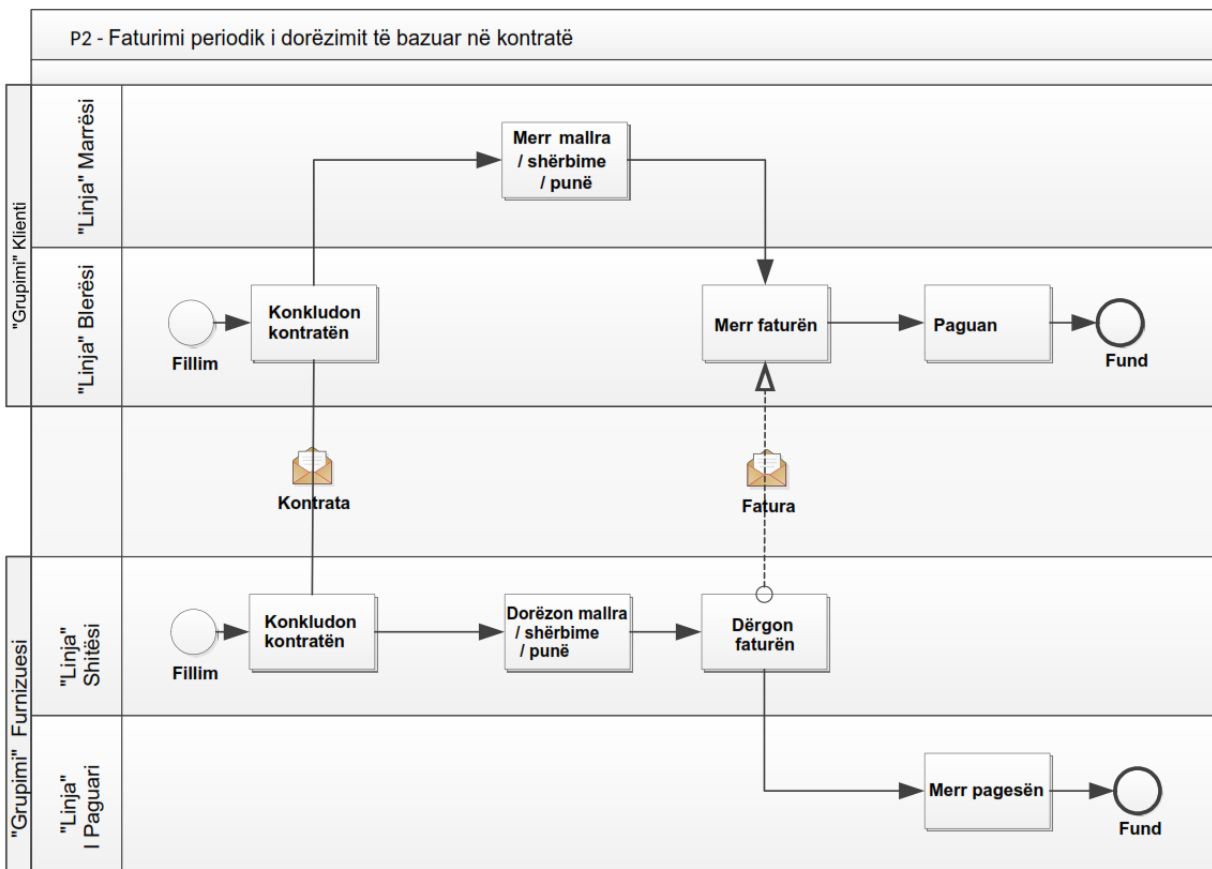 P2 - Faturimi periodik i dorëzimit të bazuar në kontratë
"Grupimi" Klienti
"Linja" Marrësi
Merr mallra
/ shërbime
/ punë
"Linja" Blerësi
Fillim
Konkludon
kontratën
Merr faturën
Paguan
Fund
Kontrata
Fatura
"Grupimi" Furnizuesi
"Linja"
Shitësi
Fillim
Konkludon
kontratën
Dorëzon mallra
/ shërbime
/ punë
Dërgon
faturën
"Linja"
I Paguari
Merr pagesën
Fund